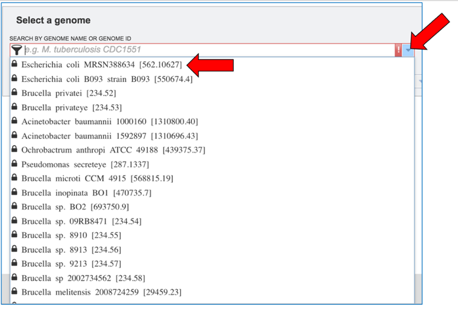 Select a genome
SEARCH BY GENOME NAME OR GENOME ID
e.g. M. tuberculosis CDC1551
Escherichia coli MRSN388634 [562.10627]
Escherichia coli B093 strain B093 [550674.4]
Brucella privatei [234.52]
Brucella privateye [234.53]
Acinetobacter baumannii 1000160 [1310800.40]
Acinetobacter baumannii 1592897 [1310696.43]
Ochrobactrum anthropi ATCC 49188 [439375.37]
Pseudomonas secreteye [287.1337]
Brucella microti CCM 4915 [568815.19]
Brucella inopinata BO1 [470735.7]
Brucella sp. BO2 [693750.9]
Brucella sp. 09RB8471 [234.54]
Brucella sp. 8910 [234.55]
Brucella sp. 8913 [234.56]
Brucella sp. 9213 [234.57]
Brucella sp 2002734562 [234.58]
Brucella melitensis 2008724259 [29459.23]